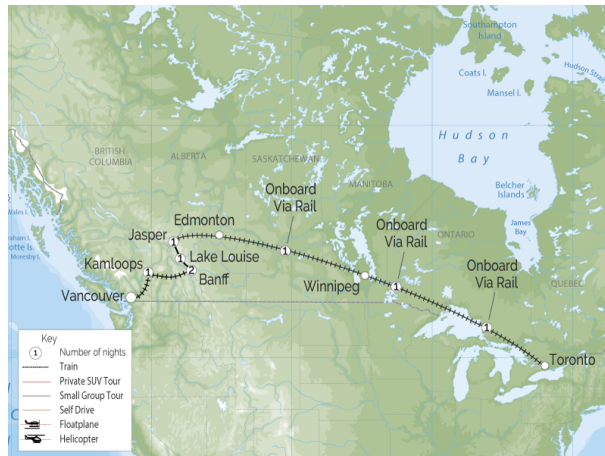 Southampton
Island
Coats I.
Mansel I.
Hudson Strait
Hudson
Bay
BRITISH
COLUMBIA
ALBERTA
SASKATCHEWAN
MANITOBA
Belcher
Islands
Onboard
Via Rail
James
Bay
Onboard
Via Rail
ONTARIO
Edmonton
Jasper
1
1
Lake Louise
1
Kamloops
1
2
Banff
Onboard
Via Rail
QUEBEC
Winnipeg
1
Vancouver
1
Toronto
Moresby I.
Key
1 Number of nights
Train
Private SUV Tour
Small Group Tour
Self Drive
Floatplane
Helicopter